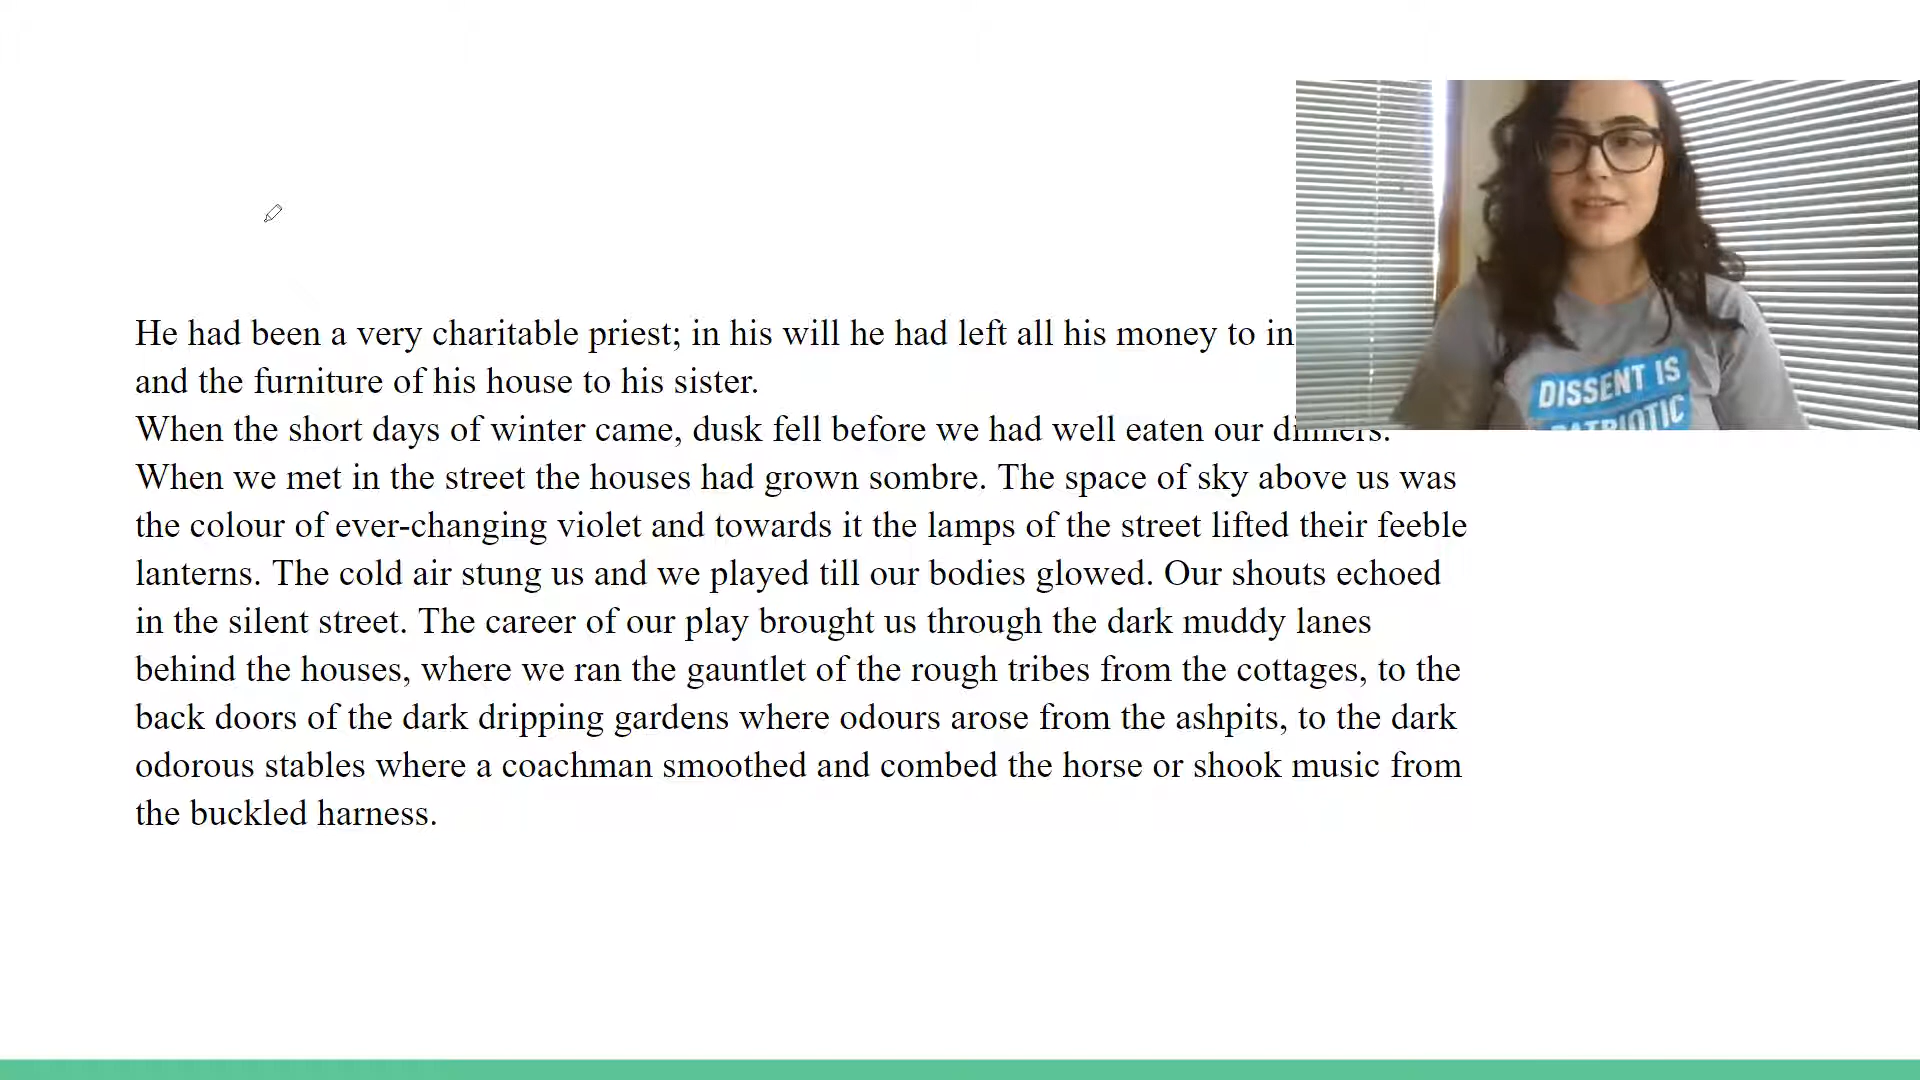 He had been a very charitable priest; in his will he had left all his money to in
and the furniture of his house to his sister.
When the short days of winter came, dusk fell before we had well eaten our dinners.
When we met in the street the houses had grown sombre. The space of sky above us was
the colour of ever-changing violet and towards it the lamps of the street lifted their feeble
lanterns. The cold air stung us and we played till our bodies glowed. Our shouts echoed
in the silent street. The career of our play brought us through the dark muddy lanes
behind the houses, where we ran the gauntlet of the rough tribes from the cottages, to the
back doors of the dark dripping gardens where odours arose from the ashpits, to the dark
odorous stables where a coachman smoothed and combed the horse or shook music from
the buckled harness.
DISSENT IS
PATRIOTIC